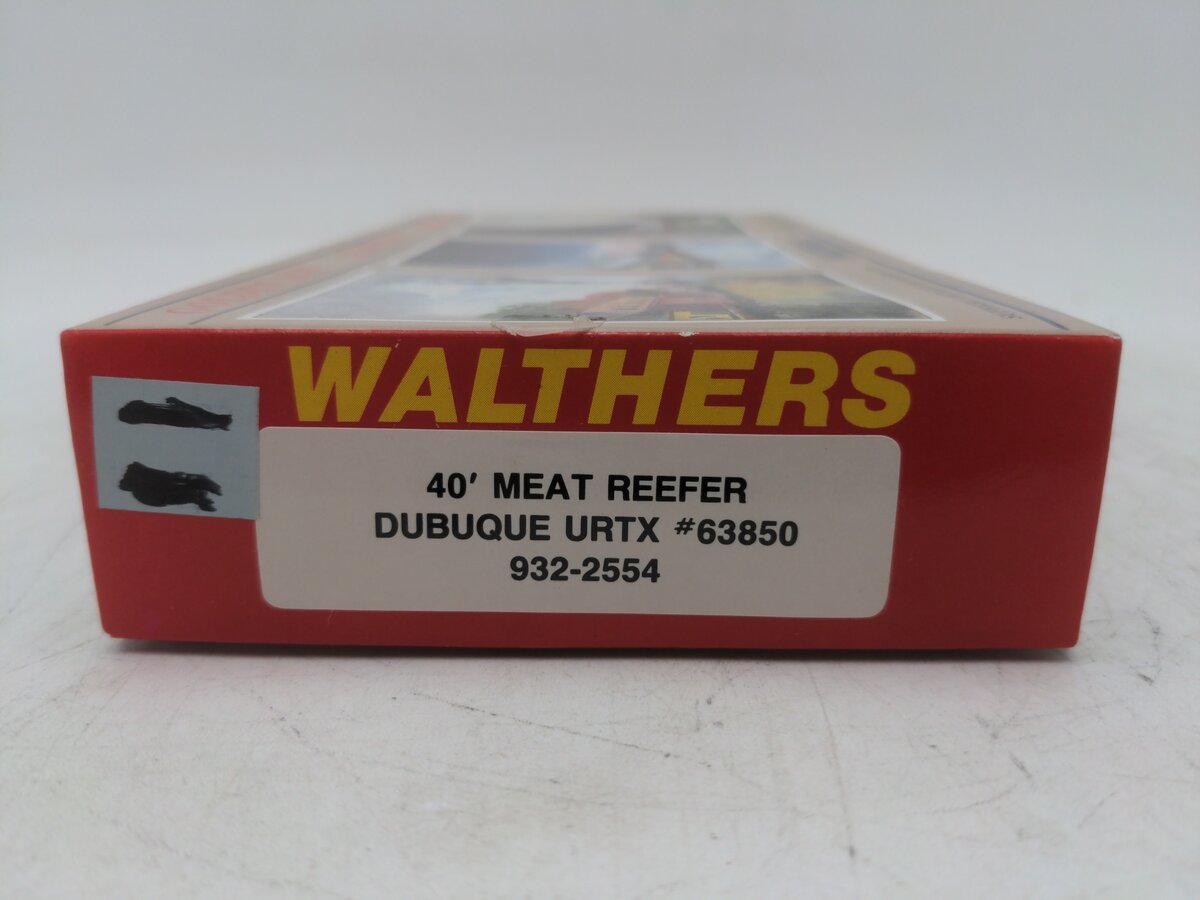 WALTHERS
40' MEAT REEFER
DUBUQUE URTX #63850
932-2554